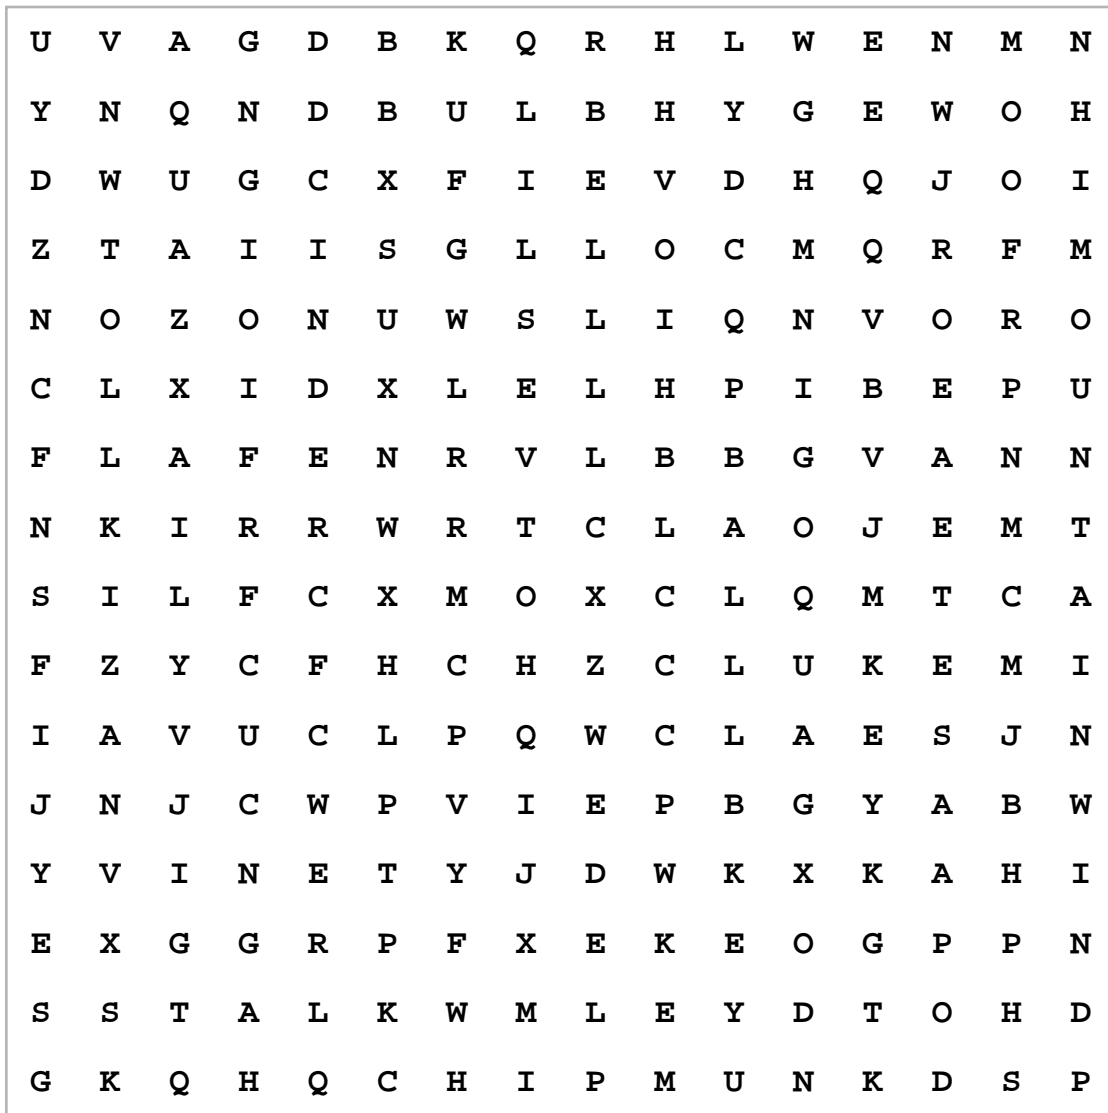 U V A G D B K Q R H L W E N M N
Y N Q N D B U L B H Y G E W O H
D W U G C X F I E V D H Q J O I
Z T A I I S G L L O C M Q R F M
N O Z O N U W S L I Q N V O R O
C L X I D X L E L H P I B E P U
F L A F E N R V L B B G V A N N
N K I R R W R T C L A O J E M T
S I L F C X M O X C L Q M T C A
F Z Y C F H C H Z C L U K E M I
I A V U C L P Q W C L A E S J N
J N J C W P V I E P B G Y A B W
Y V I N E T Y J D W K X K A H I
E X G G R P F X E K E O G P P N
S S T A L K W M L E Y D T O H D
G K Q H Q C H I P M U N K D S P